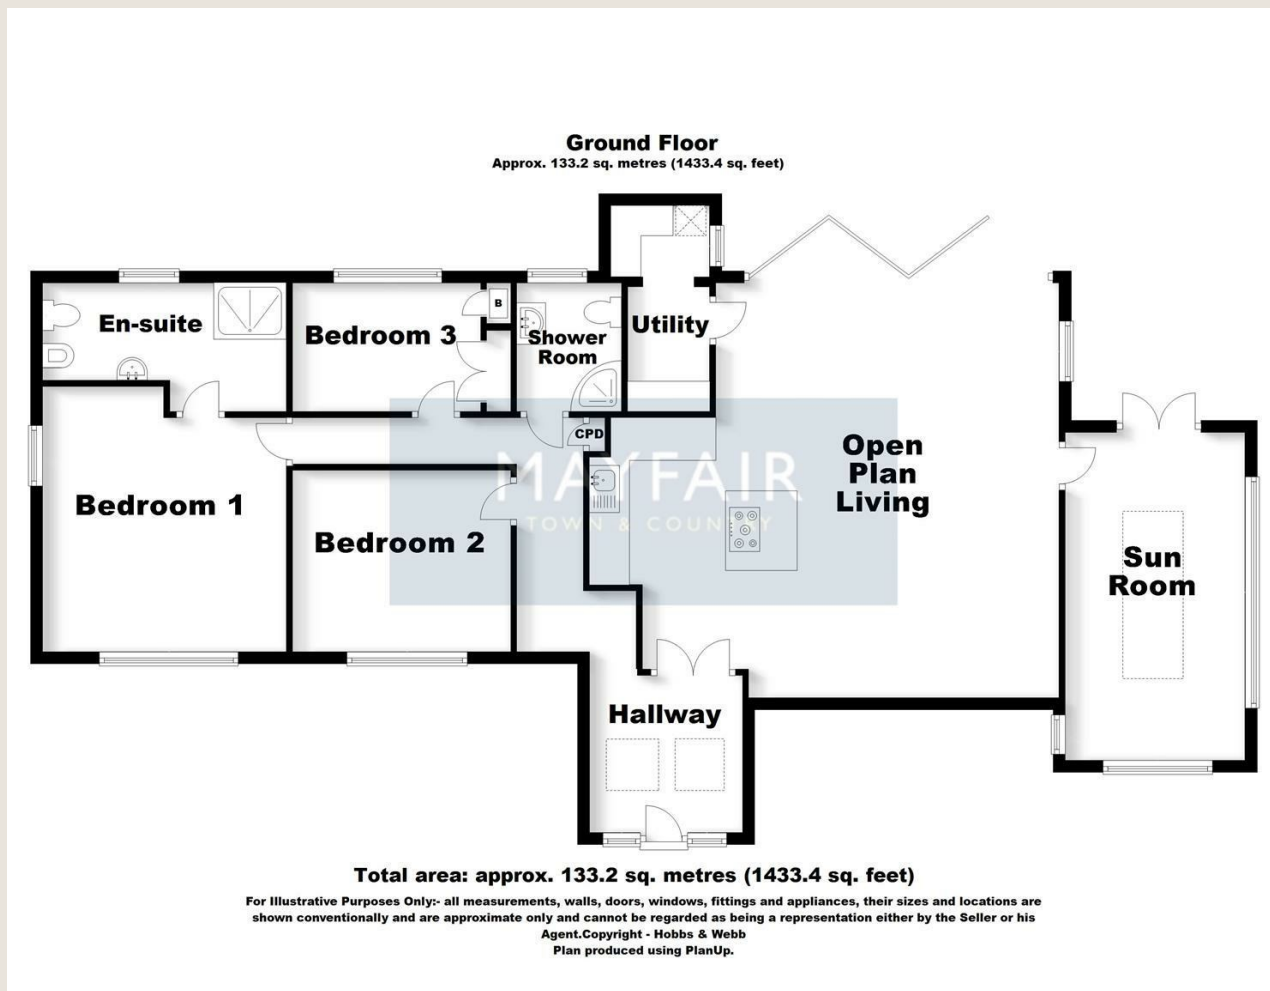 Ground Floor
Approx. 133.2 sq. metres (1433.4 sq. feet)
En-suite
Bedroom 3
B
Shower
Room
Utility
CPD
Bedroom 1
Bedroom 2
Open
Plan
Living
MAYFAIR
TOWN & COUNTRY
Sun
Room
Hallway
Total area: approx. 133.2 sq. metres (1433.4 sq. feet)
For Illustrative Purposes Only:- all measurements, walls, doors, windows, fittings and appliances, their sizes and locations are
shown conventionally and are approximate only and cannot be regarded as being a representation either by the Seller or his
Agent.Copyright - Hobbs & Webb
Plan produced using PlanUp.